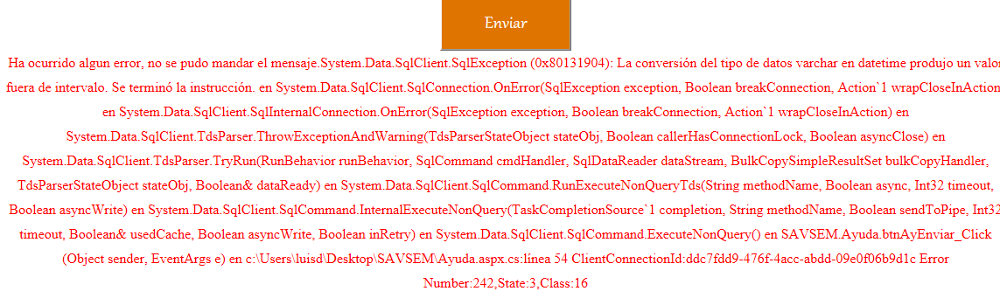 Enviar
Ha ocurrido algun error, no se pudo mandar el mensaje.System.Data.SqlClient.SqlException (0x80131904): La conversión del tipo de datos varchar en datetime produjo un valor
fuera de intervalo. Se terminó la instrucción. en System.Data.SqlClient.SqlConnection.OnError(SqlException exception, Boolean breakConnection, Action`1 wrapCloseInAction)
en System.Data.SqlClient.SqlInternalConnection.OnError(SqlException exception, Boolean breakConnection, Action`1 wrapCloseInAction) en
System.Data.SqlClient.TdsParser.ThrowExceptionAndWarning(TdsParserStateObject stateObj, Boolean callerHasConnectionLock, Boolean asyncClose) en
System.Data.SqlClient.TdsParser.TryRun(RunBehavior runBehavior, SqlCommand cmdHandler, SqlDataReader dataStream, BulkCopySimpleResultSet bulkCopyHandler,
TdsParserStateObject stateObj, Boolean& dataReady) en System.Data.SqlClient.SqlCommand.RunExecuteNonQueryTds(String methodName, Boolean async, Int32 timeout,
Boolean asyncWrite) en System.Data.SqlClient.SqlCommand.InternalExecuteNonQuery(TaskCompletionSource`1 completion, String methodName, Boolean sendToPipe, Int32
timeout, Boolean& usedCache, Boolean asyncWrite, Boolean inRetry) en System.Data.SqlClient.SqlCommand.ExecuteNonQuery() en SAVSEM.Ayuda.btnAyEnviar_Click
(Object sender, EventArgs e) en c:\Users\luisd\Desktop\SAVSEM\Ayuda.aspx.cs:línea 54 ClientConnectionId:ddc7fdd9-476f-4acc-abdd-09e0f06b9d1c Error
Number:242,State:3,Class:16